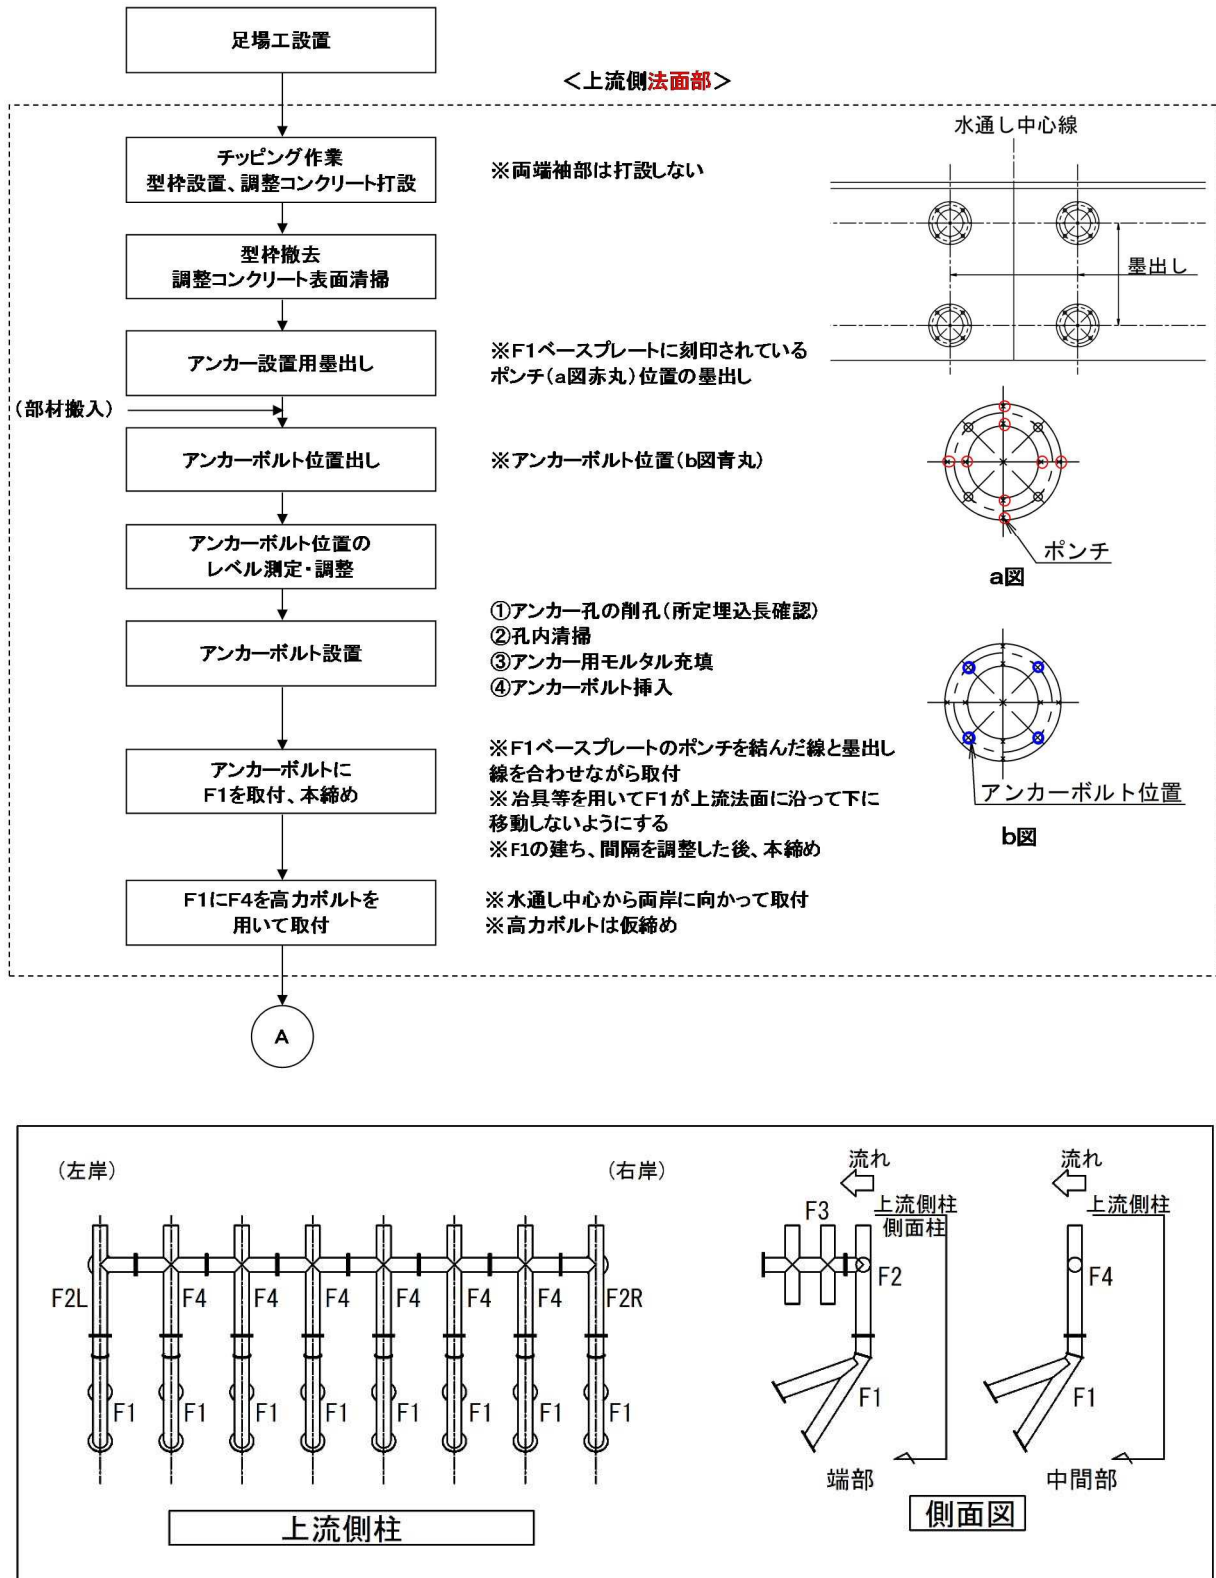 足場工設置
＜上流側法面部＞
チッピング作業
型枠設置、調整コンクリート打設
※両端袖部は打設しない
水通し中心線
型枠撤去
調整コンクリート表面清掃
墨出し
アンカー設置用墨出し
※F1ベースプレートに刻印されている
ポンチ（a図赤丸）位置の墨出し
（部材搬入）
アンカーボルト位置出し
※アンカーボルト位置（b図青丸）
ポンチ
a図
アンカーボルト位置の
レベル測定・調整
アンカーボルト設置
①アンカー孔の削孔（所定埋込長確認）
②孔内清掃
③アンカー用モルタル充填
④アンカーボルト挿入
アンカーボルト位置
b図
アンカーボルトに
F1を取付、本締め
※F1ベースプレートのポンチを結んだ線と墨出し
線を合わせながら取付
※冶具等を用いてF1が上流法面に沿って下に
移動しないようにする
※F1の建ち、間隔を調整した後、本締め
F1にF4を高力ボルトを
用いて取付
※水通し中心から両岸に向かって取付
※高力ボルトは仮締め
A
（左岸）
（右岸）
F2L F4 F4 F4 F4 F4 F4 F2R
F1 F1 F1 F1 F1 F1 F1 F1
上流側柱
流れ
上流側柱
側面柱
F3
F2
F1
端部
流れ
上流側柱
F4
F1
中間部
側面図